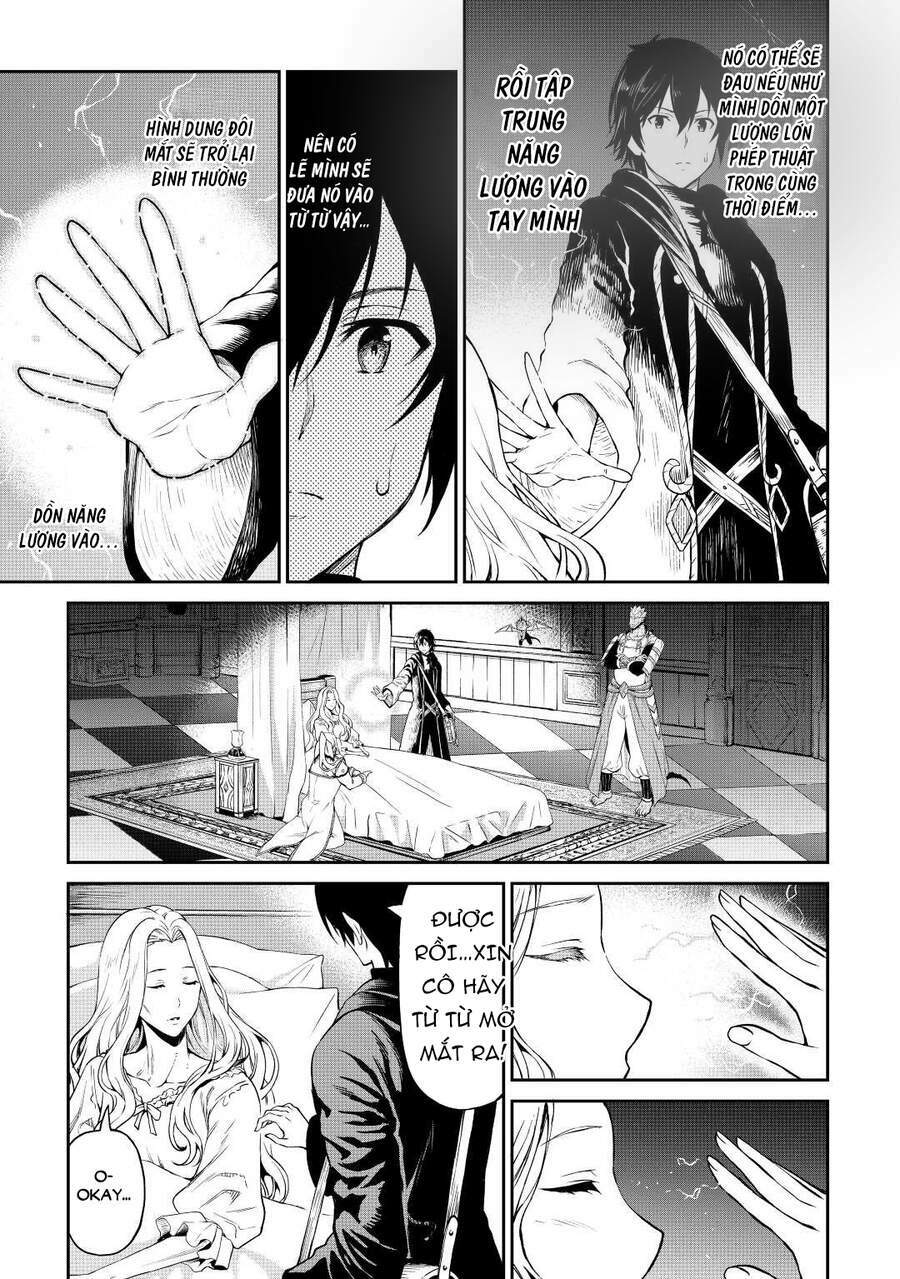 NÓ CÓ THỂ SẼ
ĐAU NẾU NHƯ
MÌNH DỒN MỘT
LƯỢNG LỚN
PHÉP THUẬT
TRONG CÙNG
THỜI ĐIỂM...
RỒI TẬP
TRUNG
NĂNG
LƯỢNG VÀO
TAY MÌNH
NÊN CÓ
LẼ MÌNH SẼ
ĐƯA NÓ VÀO
TỪ TỪ VẬY...
HÌNH DUNG ĐÔI
MẮT SẼ TRỞ LẠI
BÌNH THƯỜNG
DỒN NĂNG
LƯỢNG VÀO...
ĐƯỢC
RỒI...XIN
CÔ HÃY
TỪ TỪ MỞ
MẮT RA!
O-
OKAY...